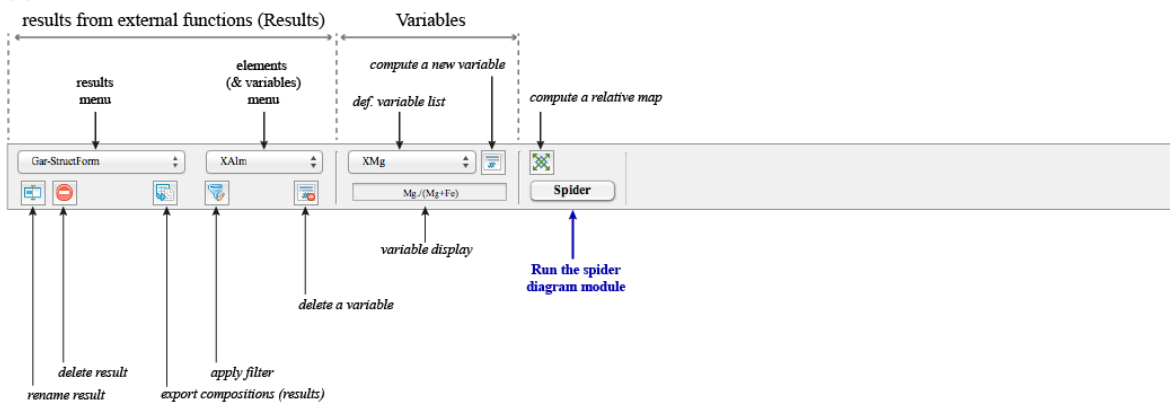 results from external functions (Results)
Variables
results
menu
elements
(& variables)
menu
compute a new variable
def. variable list
compute a relative map
Gar-StructForm
XAlm
XMg
Mg./(Mg+Fe)
Spider
variable display
Run the spider
diagram module
delete a variable
delete result
apply filter
rename result
export compositions (results)